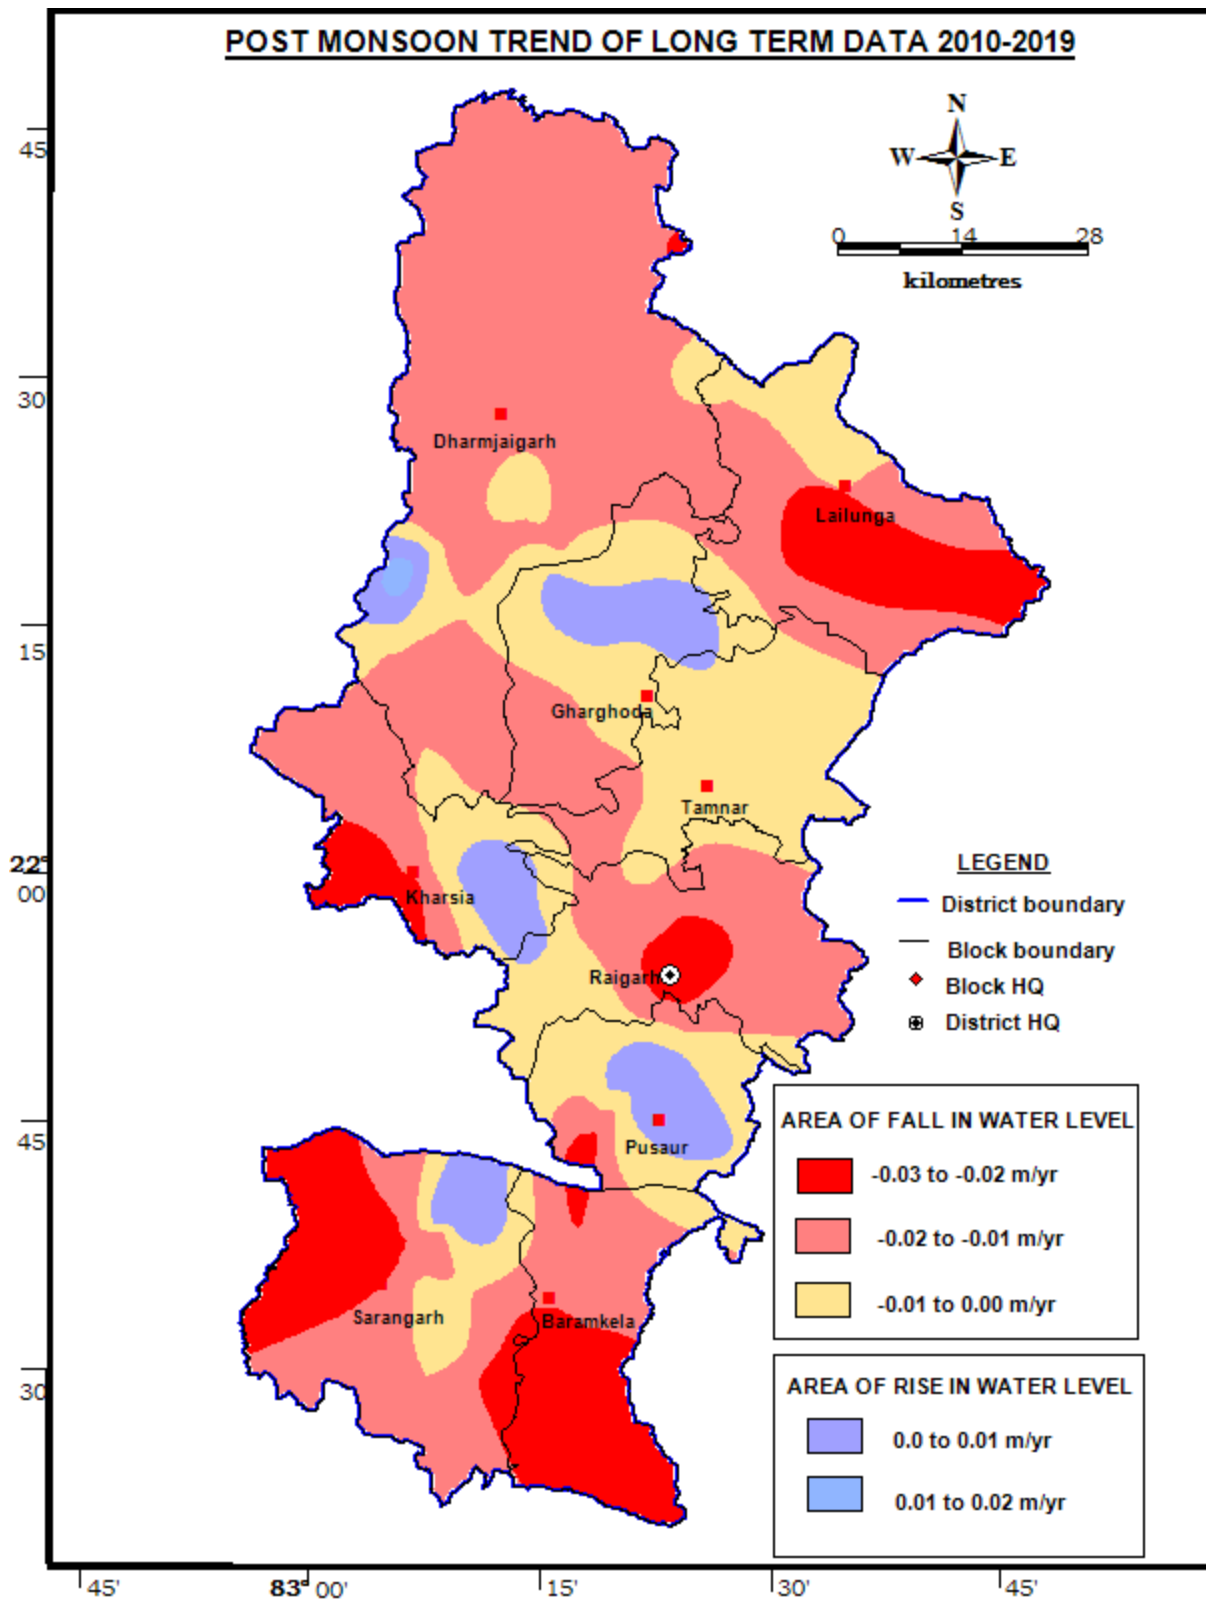 POST MONSOON TREND OF LONG TERM DATA 2010-2019
N
W E
S
0 14 28
kilometres
45
30
15
22°
00
45
30
Dharmjaigarh
Lailunga
Gharghoda
Tamnar
Kharsia
Raigarh
Pusaur
Sarangarh
Baramkela
LEGEND
District boundary
Block boundary
Block HQ
District HQ
AREA OF FALL IN WATER LEVEL
-0.03 to -0.02 m/yr
-0.02 to -0.01 m/yr
-0.01 to 0.00 m/yr
AREA OF RISE IN WATER LEVEL
0.0 to 0.01 m/yr
0.01 to 0.02 m/yr
45' 83° 00' 15' 30' 45'